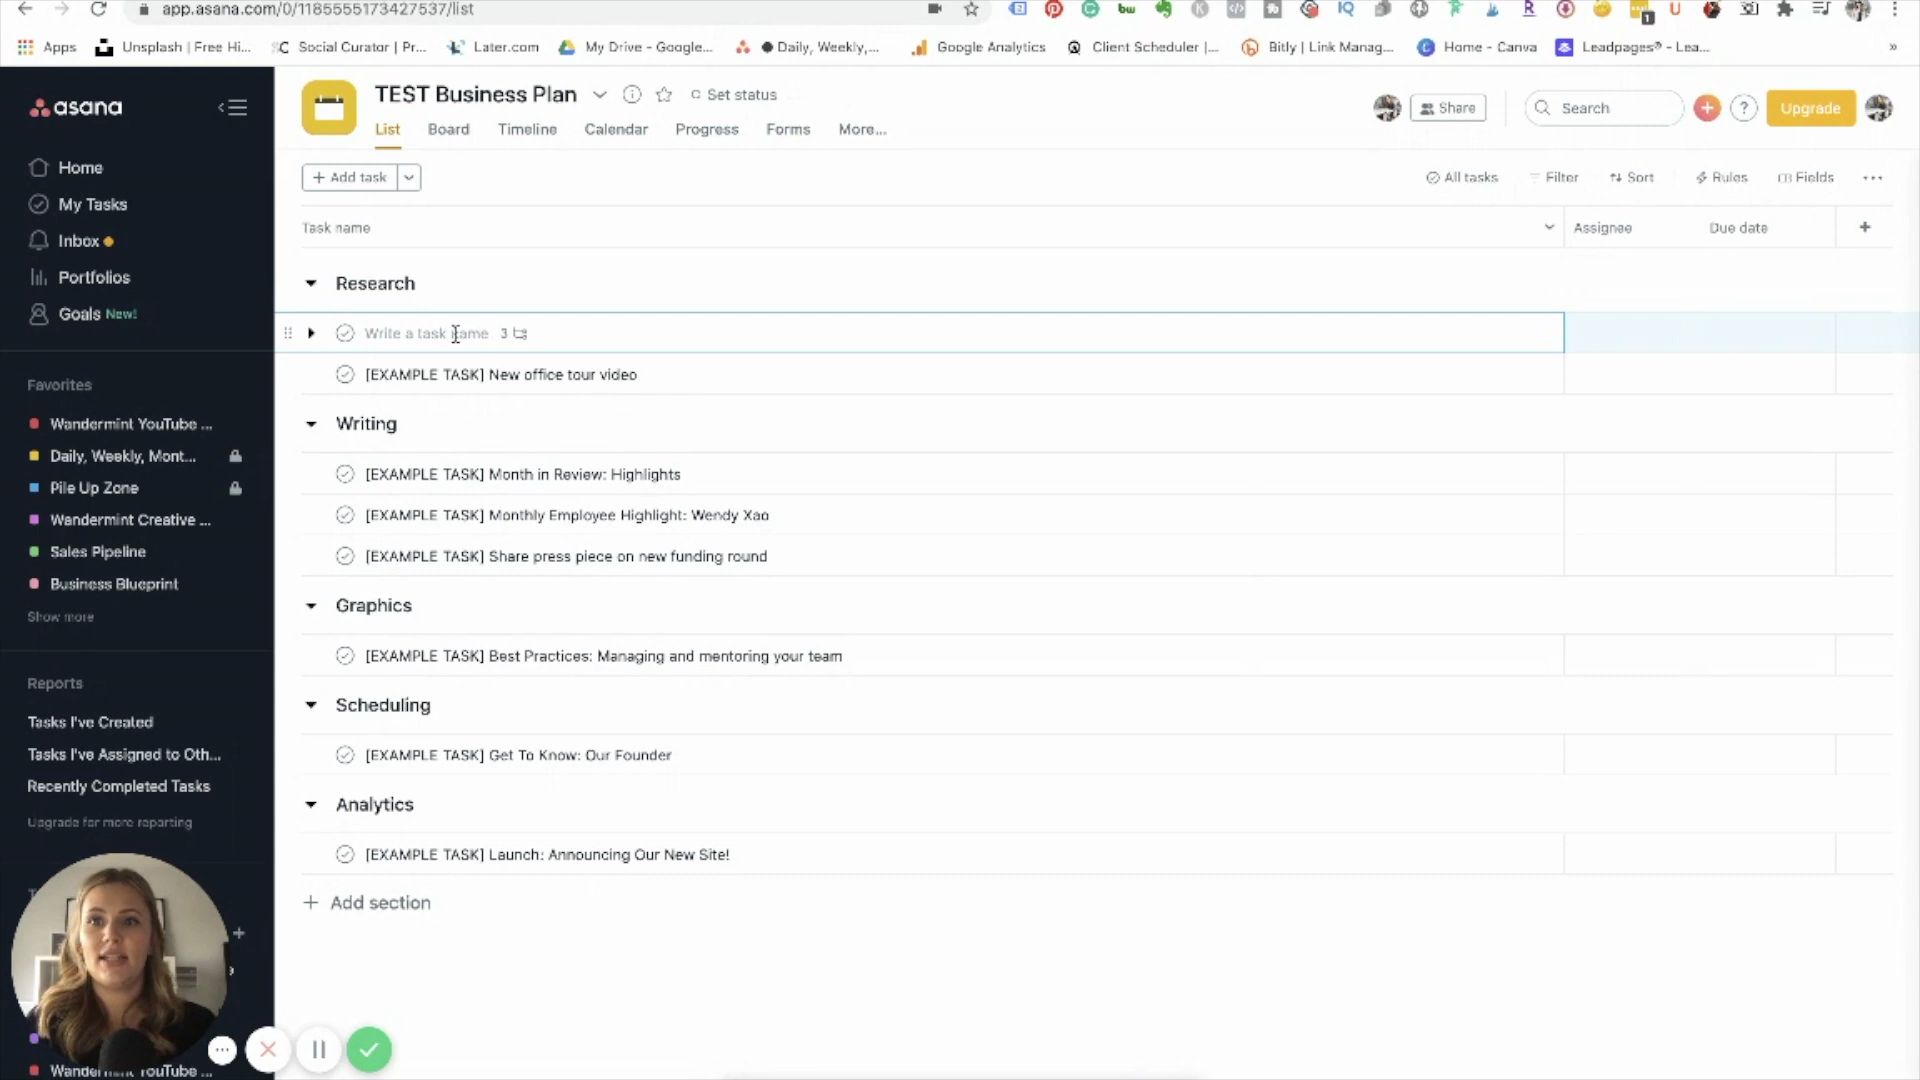 app.asana.com/0/1185555173427537/list
Apps
Unsplash | Free Hi...
Social Curator | Pr...
Later.com
My Drive - Google...
Daily, Weekly,...
Google Analytics
Client Scheduler |...
Bitly | Link Manag...
Home - Canva
Leadpages® - Lea...
»
asana
Home
My Tasks
Inbox
Portfolios
Goals New!
Favorites
Wandermint YouTube ...
Daily, Weekly, Mont...
Pile Up Zone
Wandermint Creative ...
Sales Pipeline
Business Blueprint
Show more
Reports
Tasks I've Created
Tasks I've Assigned to Oth...
Recently Completed Tasks
Upgrade for more reporting
TEST Business Plan
Set status
List
Board
Timeline
Calendar
Progress
Forms
More...
Share
Search
?
Upgrade
+ Add task
All tasks
Filter
Sort
Rules
Fields
Task name
Assignee
Due date
Research
Write a task name 3
[EXAMPLE TASK] New office tour video
Writing
[EXAMPLE TASK] Month in Review: Highlights
[EXAMPLE TASK] Monthly Employee Highlight: Wendy Xao
[EXAMPLE TASK] Share press piece on new funding round
Graphics
[EXAMPLE TASK] Best Practices: Managing and mentoring your team
Scheduling
[EXAMPLE TASK] Get To Know: Our Founder
Analytics
[EXAMPLE TASK] Launch: Announcing Our New Site!
+ Add section